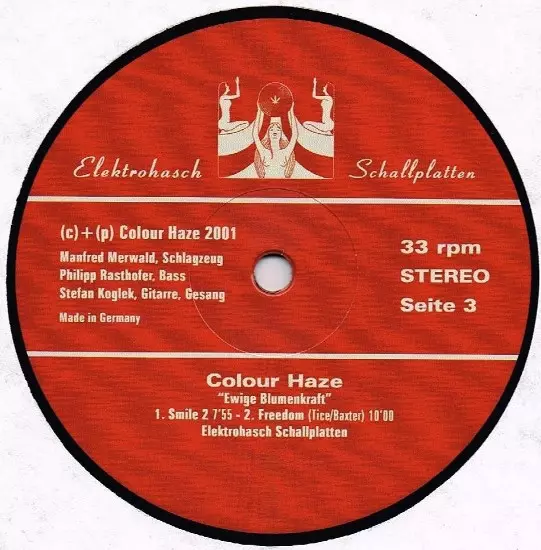 Elektrohasch Schallplatten
(c)+(p) Colour Haze 2001
Manfred Merwald, Schlagzeug
Philipp Rasthofer, Bass
Stefan Koglek, Gitarre, Gesang
Made in Germany
33 rpm
STEREO
Seite 3
Colour Haze
"Ewige Blumenkraft"
1. Smile 2 7'55 - 2. Freedom (Tice/Baxter) 10'00
Elektrohasch Schallplatten